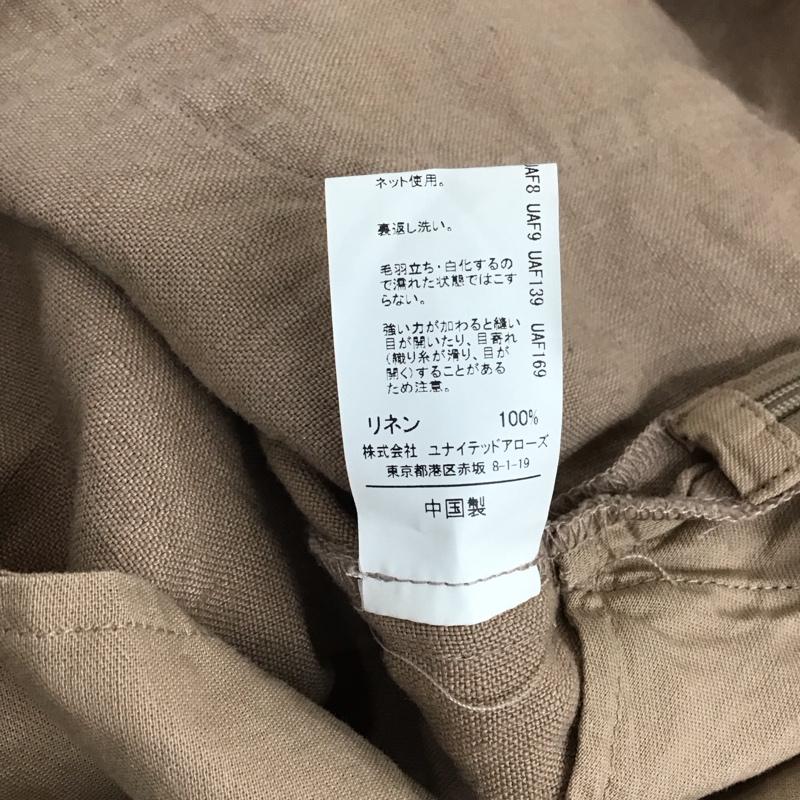 ネット使用。
裏返し洗い。
毛羽立ち・白化するの
で濡れた状態ではこす
らない。
強い力が加わると縫い
目が開いたり、目寄れ
(織り糸が滑り、目が
開く)することがある
ため注意。
リネン 100%
株式会社 ユナイテッドアローズ
東京都港区赤坂 8-1-19
中国製
UAF8 UAF9 UAF139 UAF169